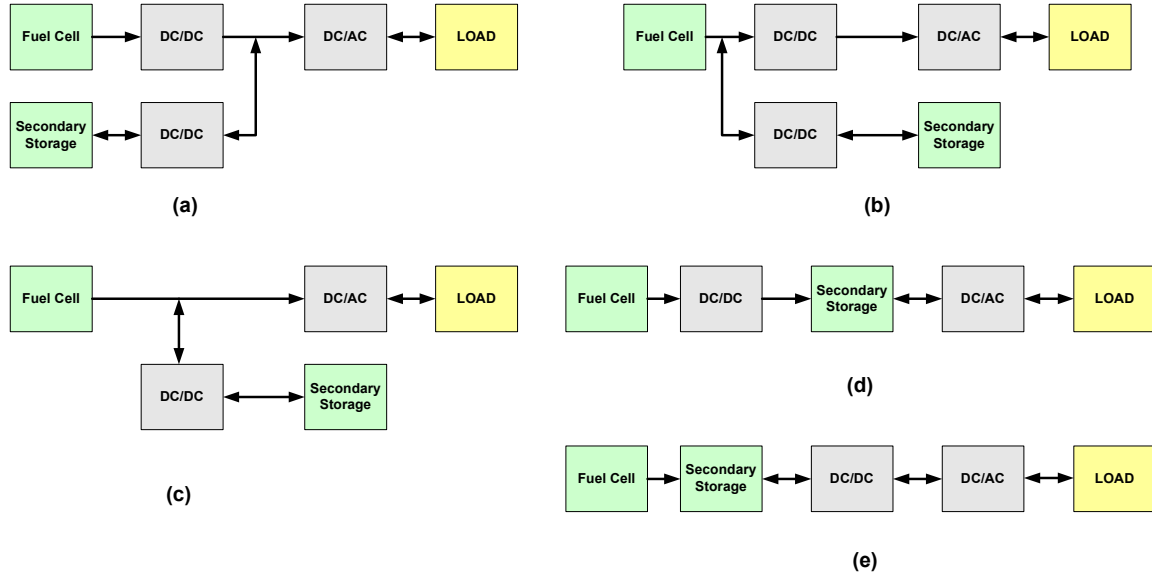 Fuel Cell
DC/DC
DC/AC
LOAD
Secondary
Storage
DC/DC
(a)
Fuel Cell
DC/DC
DC/AC
LOAD
DC/DC
Secondary
Storage
(b)
Fuel Cell
DC/AC
LOAD
DC/DC
Secondary
Storage
(c)
Fuel Cell
DC/DC
Secondary
Storage
DC/AC
LOAD
(d)
Fuel Cell
Secondary
Storage
DC/DC
DC/AC
LOAD
(e)